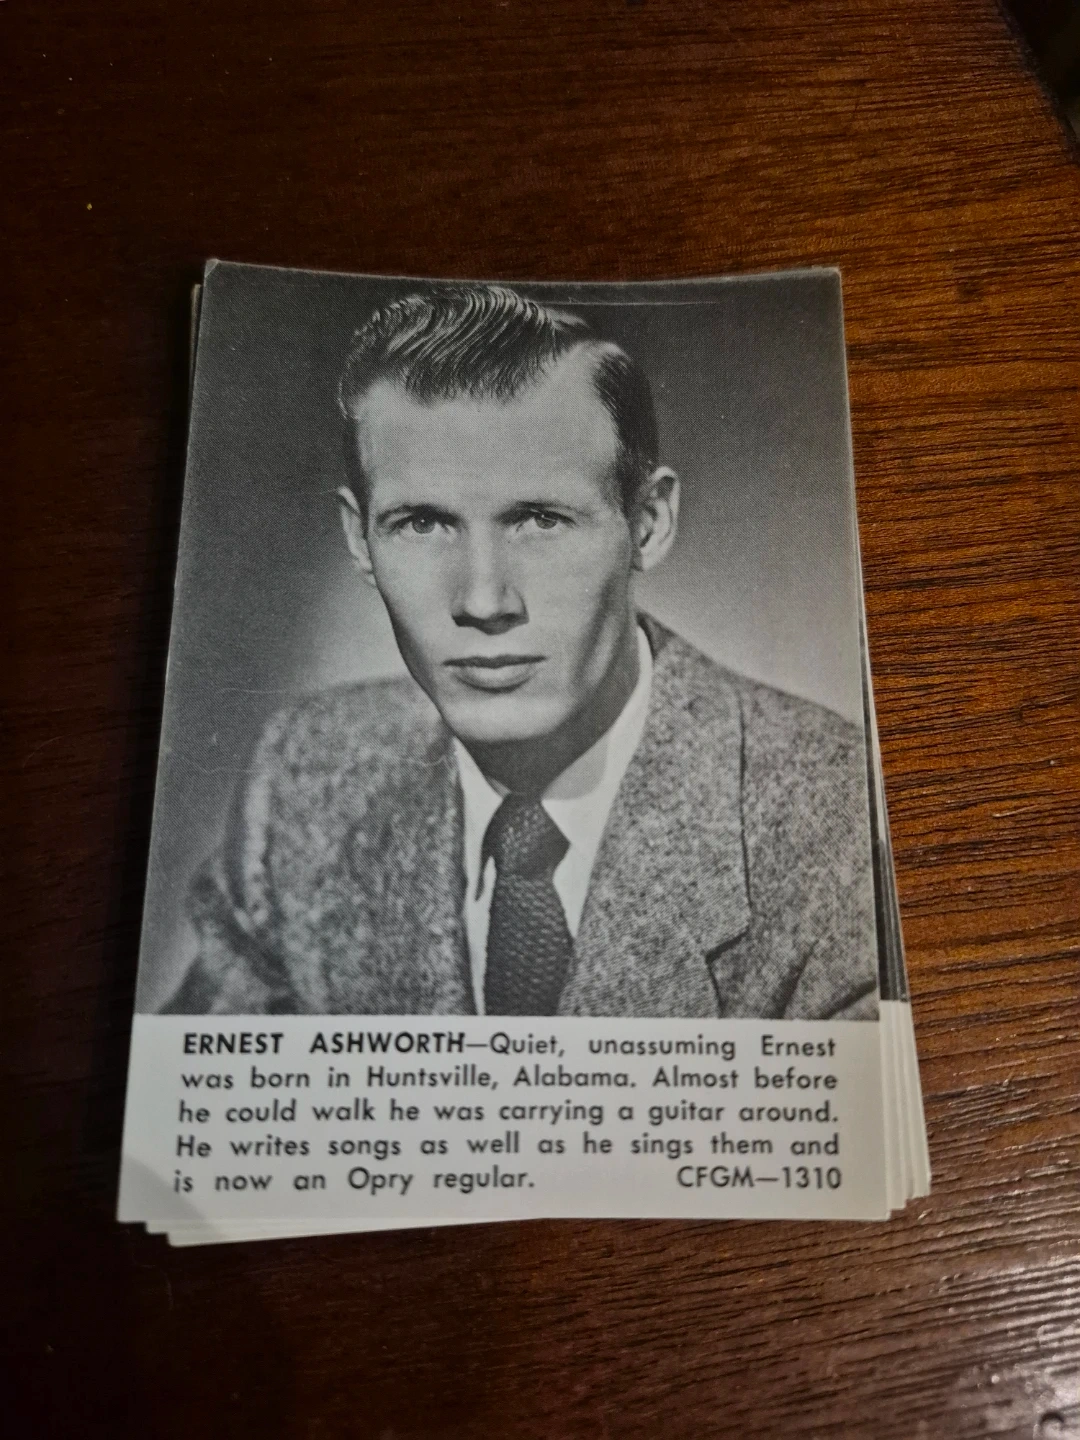 ERNEST ASHWORTH—Quiet, unassuming Ernest
was born in Huntsville, Alabama. Almost before
he could walk he was carrying a guitar around.
He writes songs as well as he sings them and
is now an Opry regular. CFGM—1310